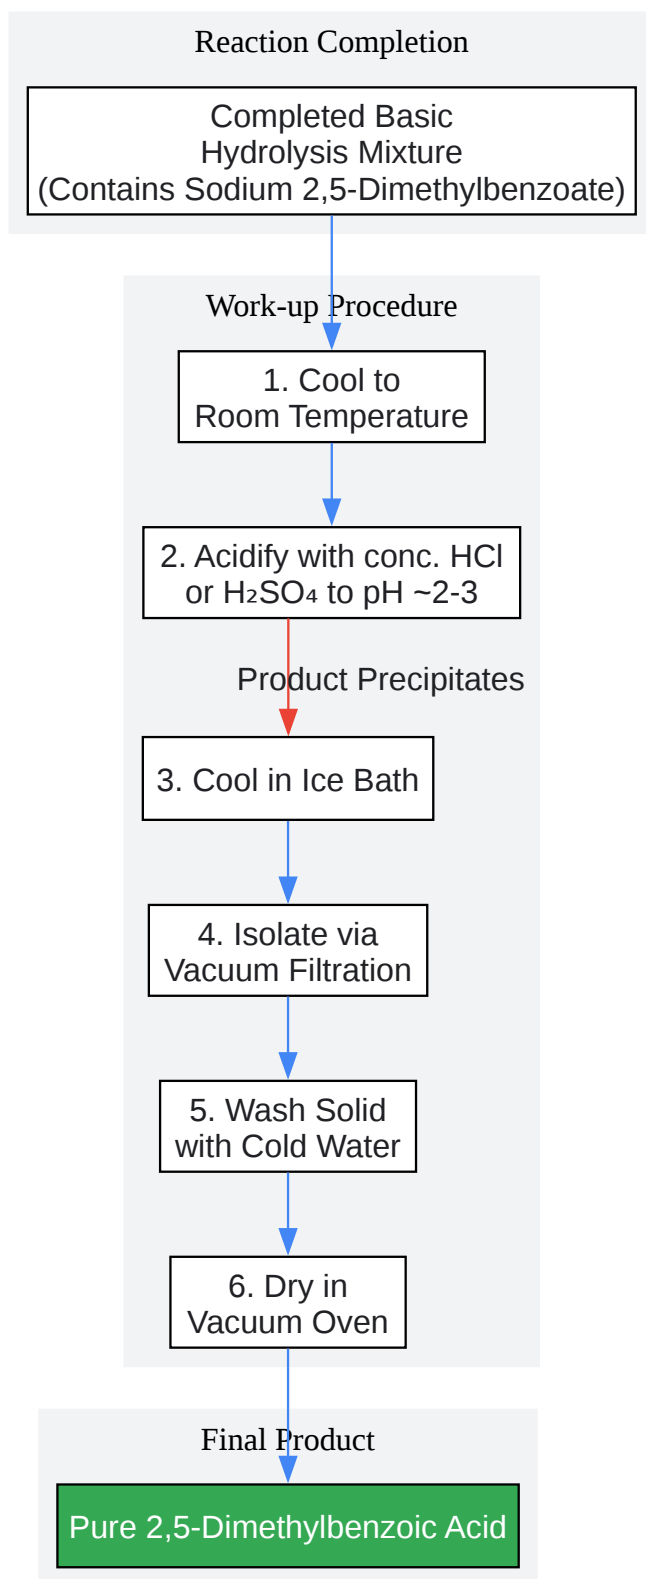 Reaction Completion
Completed Basic
Hydrolysis Mixture
(Contains Sodium 2,5-Dimethylbenzoate)
Work-up Procedure
1. Cool to
Room Temperature
2. Acidify with conc. HCl
or H₂SO₄ to pH ~2-3
Product Precipitates
3. Cool in Ice Bath
4. Isolate via
Vacuum Filtration
5. Wash Solid
with Cold Water
6. Dry in
Vacuum Oven
Final Product
Pure 2,5-Dimethylbenzoic Acid